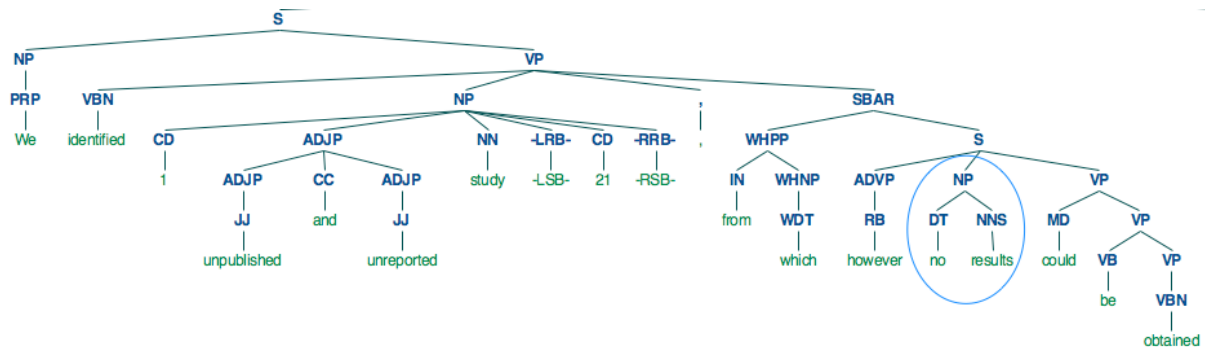 S
NP VP
PRP VBN NP , SBAR
We identified CD ADJP NN -LRB- CD -RRB- , WHPP S
1 ADJP CC ADJP study -LSB- 21 -RSB- IN WHNP ADVP NP VP
JJ and JJ from WDT RB DT NNS MD VP
unpublished unreported which however no results could VB VP
be VBN
obtained